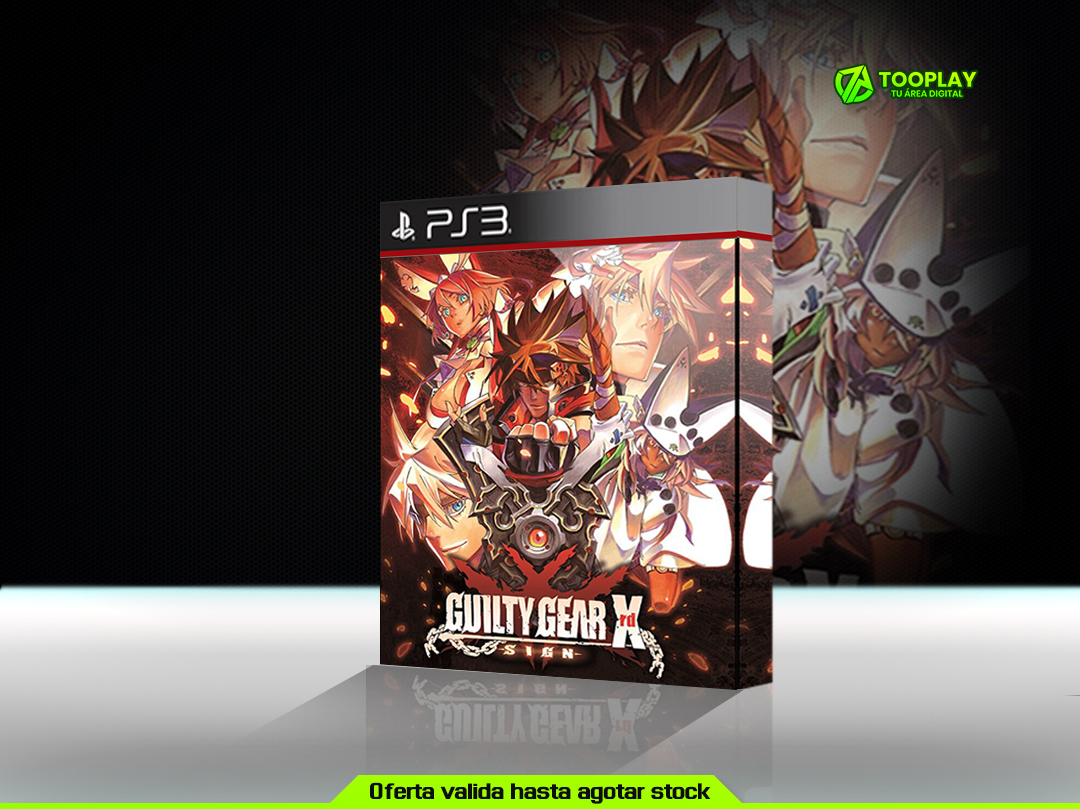 TOOPLAY
TU ÁREA DIGITAL
PS3
GUILTY GEAR Xrd
-SIGN-
Oferta valida hasta agotar stock